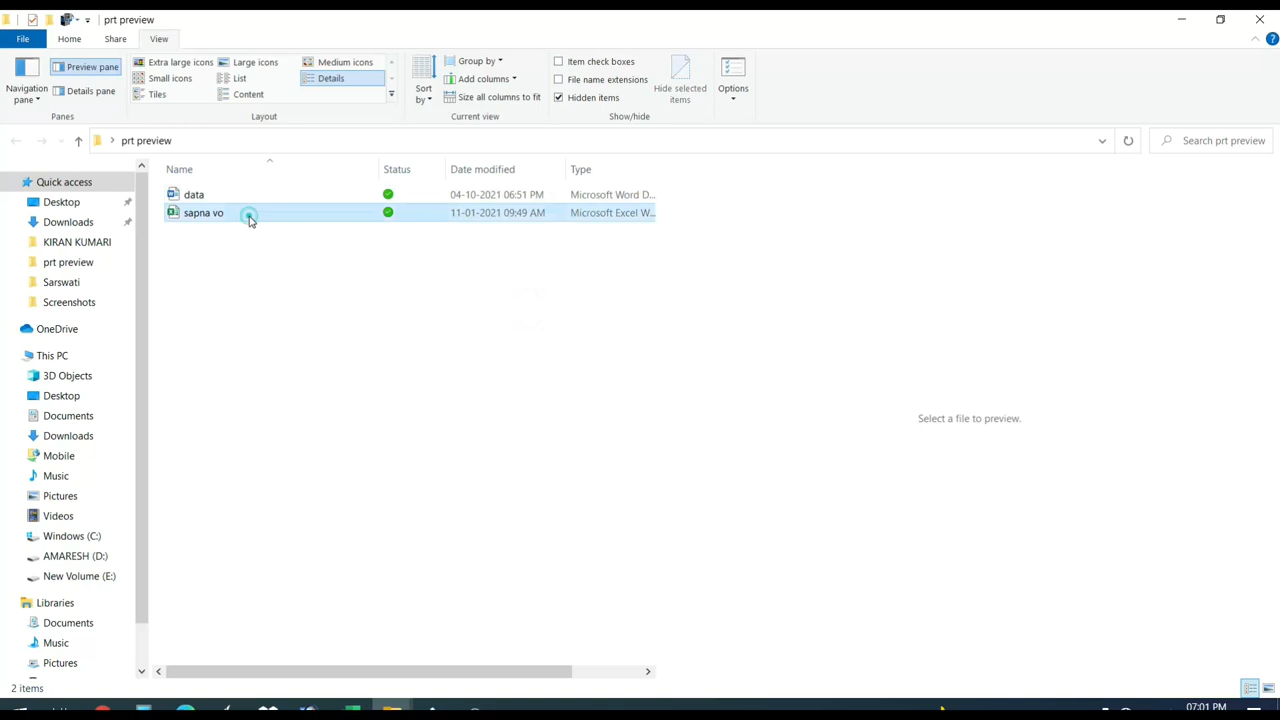 prt preview
File Home Share View
Navigation pane
Preview pane
Details pane
Panes
Extra large icons Large icons Medium icons
Small icons List Details
Tiles Content
Layout
Sort by
Group by
Add columns
Size all columns to fit
Current view
Item check boxes
File name extensions
Hidden items
Hide selected items
Show/hide
Options
prt preview
Search prt preview
Name Status Date modified Type
data 04-10-2021 06:51 PM Microsoft Word D...
sapna vo 11-01-2021 09:49 AM Microsoft Excel W...
Quick access
Desktop
Downloads
KIRAN KUMARI
prt preview
Sarswati
Screenshots
OneDrive
This PC
3D Objects
Desktop
Documents
Downloads
Mobile
Music
Pictures
Videos
Windows (C:)
AMARESH (D:)
New Volume (E:)
Libraries
Documents
Music
Pictures
Select a file to preview.
2 items
07:01 PM